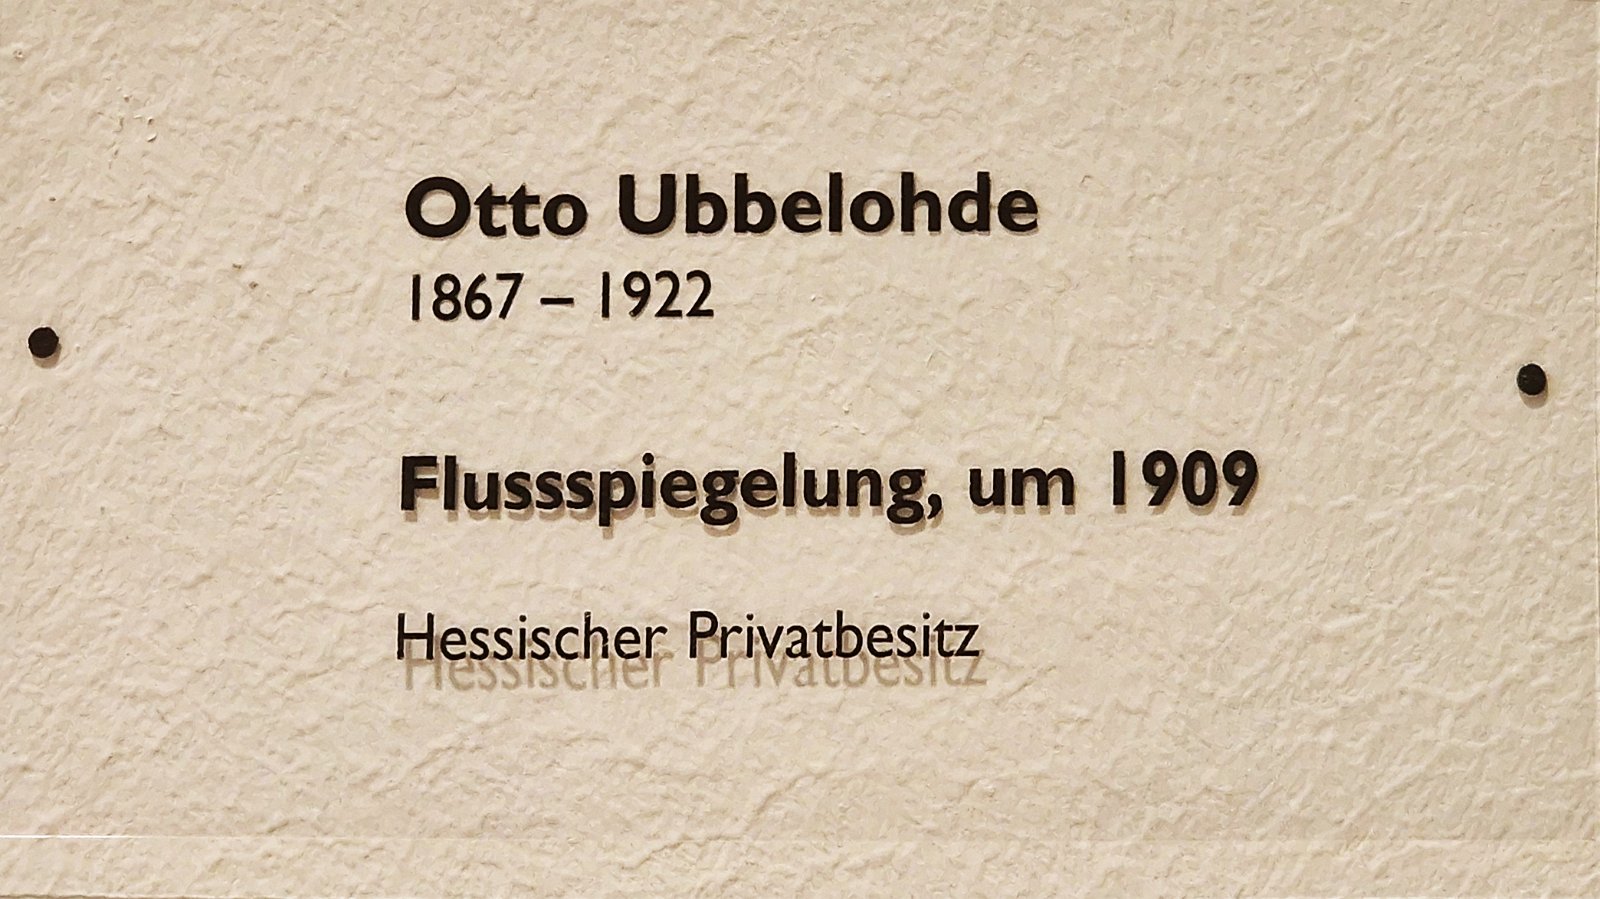 Otto Ubbelohde
1867 – 1922
Flussspiegelung, um 1909
Hessischer Privatbesitz